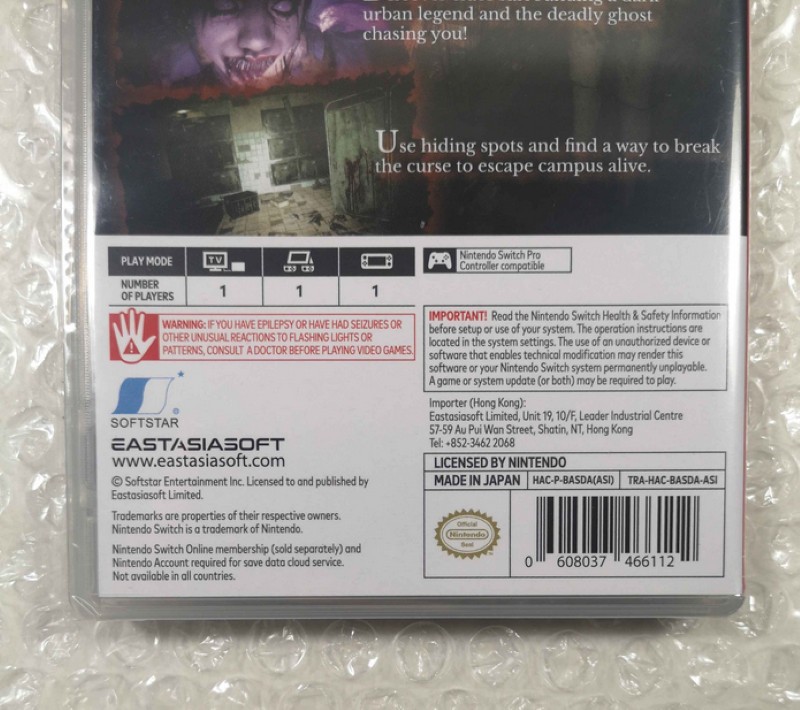 urban legend and the deadly ghost
chasing you!
Use hiding spots and find a way to break
the curse to escape campus alive.
PLAY MODE
TV
NUMBER
OF PLAYERS
1
1
1
Nintendo Switch Pro
Controller compatible
WARNING: IF YOU HAVE EPILEPSY OR HAVE HAD SEIZURES OR
OTHER UNUSUAL REACTIONS TO FLASHING LIGHTS OR
PATTERNS, CONSULT A DOCTOR BEFORE PLAYING VIDEO GAMES.
IMPORTANT! Read the Nintendo Switch Health & Safety Information
before setup or use of your system. The operation instructions are
located in the system settings. The use of an unauthorized device or
software that enables technical modification may render this
software or your Nintendo Switch system permanently unplayable.
A game or system update (or both) may be required to play.
SOFTSTAR
EASTASIASOFT
www.eastasiasoft.com
© Softstar Entertainment Inc. Licensed to and published by
Eastasiasoft Limited.
Trademarks are properties of their respective owners.
Nintendo Switch is a trademark of Nintendo.
Nintendo Switch Online membership (sold separately) and
Nintendo Account required for save data cloud service.
Not available in all countries.
Importer (Hong Kong):
Eastasiasoft Limited, Unit 19, 10/F, Leader Industrial Centre
57-59 Au Pui Wan Street, Shatin, NT, Hong Kong
Tel: +852-3462 2068
LICENSED BY NINTENDO
MADE IN JAPAN HAC-P-BASDA(ASI) TRA-HAC-BASDA-ASI
Official
Nintendo
Seal
0 608037 466112